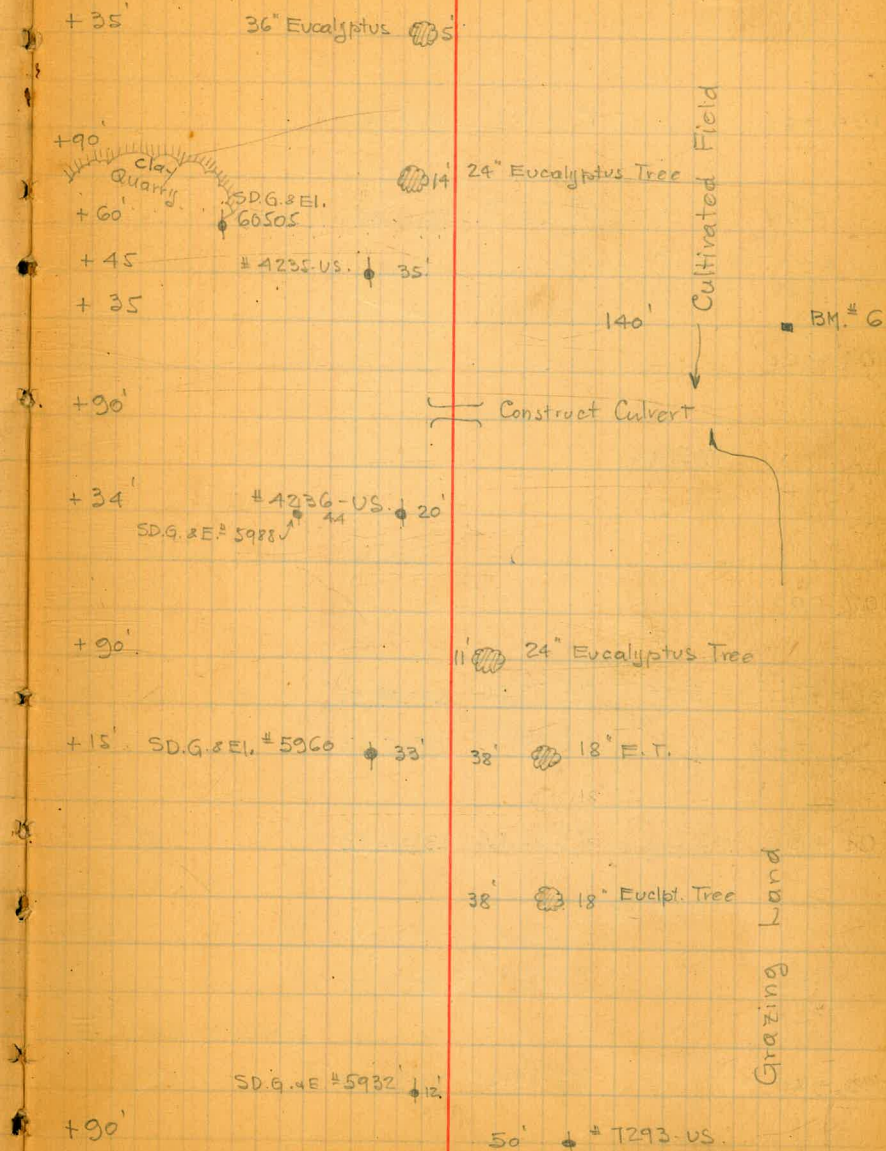 + 35' 36" Eucalyptus 5'
+90'
Clay
Quarry
14' 24" Eucalyptus Tree
Cultivated Field
SD.G.&El.
+ 60' 60505
+ 45 # 4235-US. 35'
+ 35 140' BM.# 6
+90' Construct Culvert
+ 34' # 4236-US. 20'
44
SD.G.&E.# 5988
+90' 11' 24" Eucalyptus Tree
+ 15' SD.G.&El. # 5960 33' 38' 18" E.T.
38' 18" Euclpt. Tree
Grazing Land
SD.G.&E #5932' 12'
+90' 50' # 7293-US.